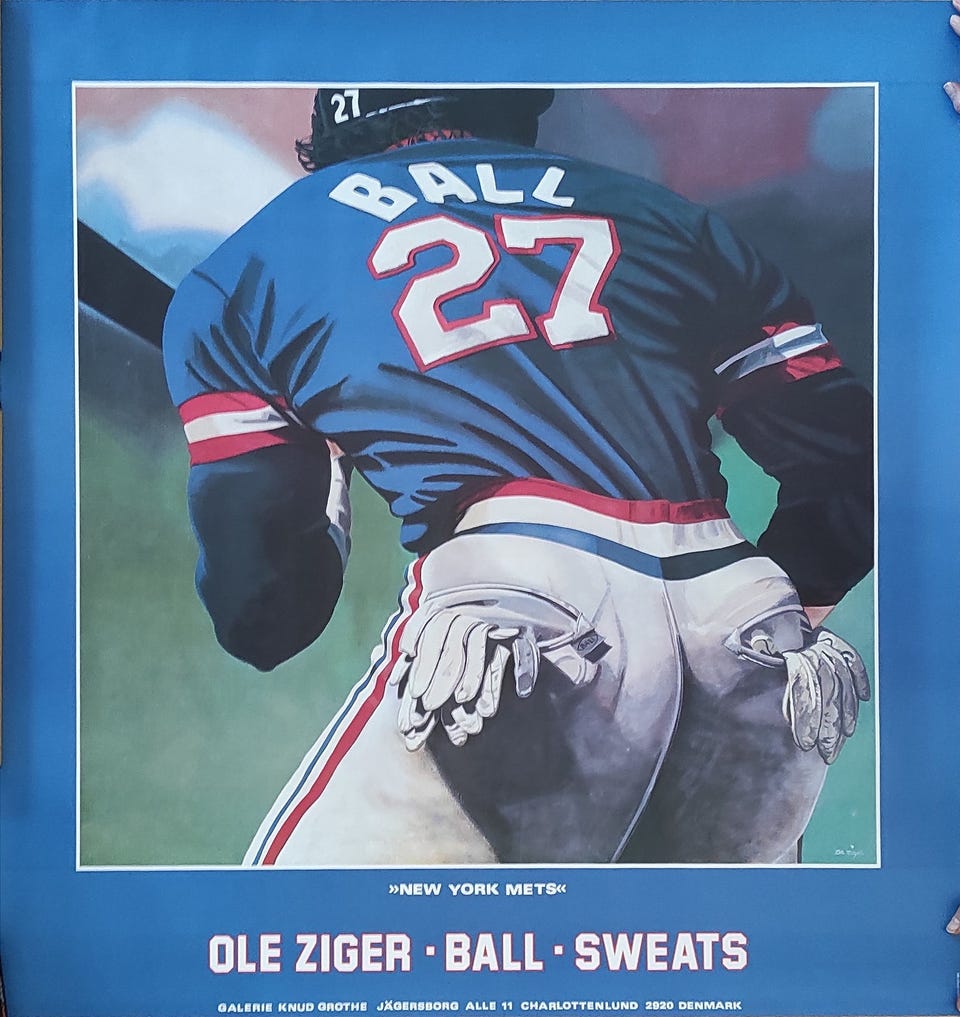 27
BALL
27
»NEW YORK METS«
OLE ZIGER · BALL · SWEATS
GALERIE KNUD GROTHE JÄGERSBORG ALLE 11 CHARLOTTENLUND 2920 DENMARK